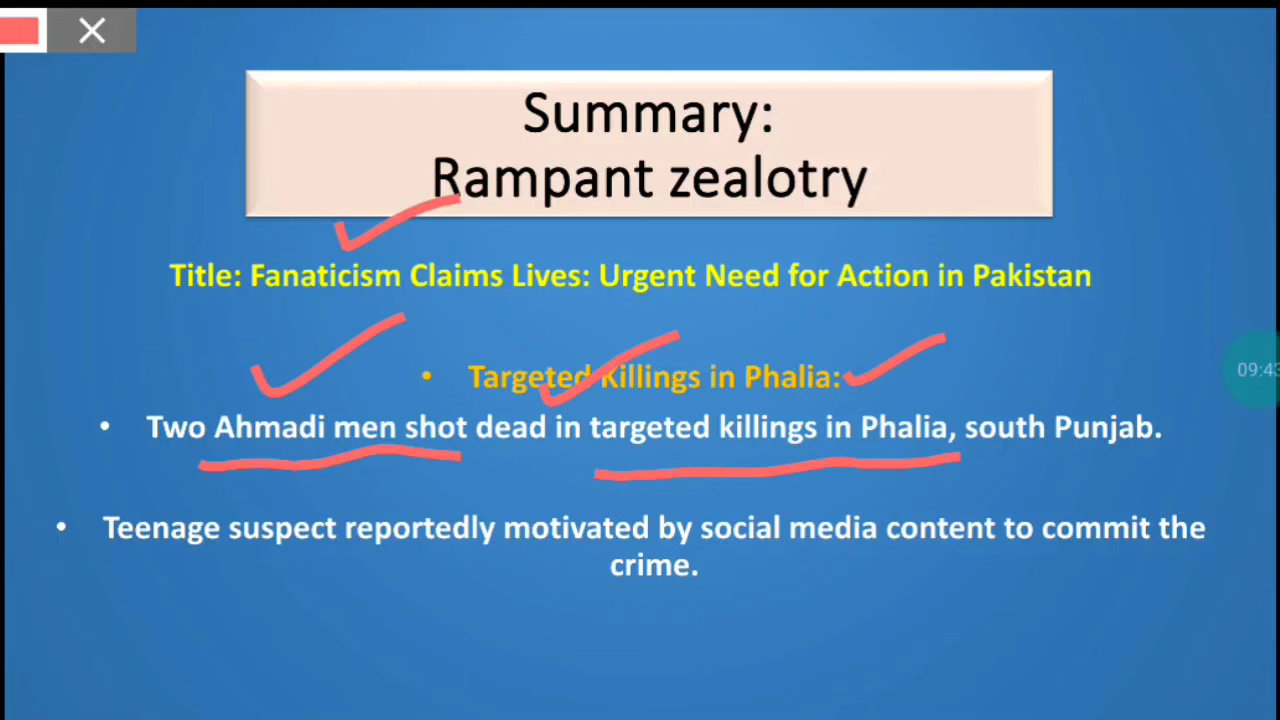 Summary:
Rampant zealotry
Title: Fanaticism Claims Lives: Urgent Need for Action in Pakistan
• Targeted Killings in Phalia:
• Two Ahmadi men shot dead in targeted killings in Phalia, south Punjab.
• Teenage suspect reportedly motivated by social media content to commit the
crime.